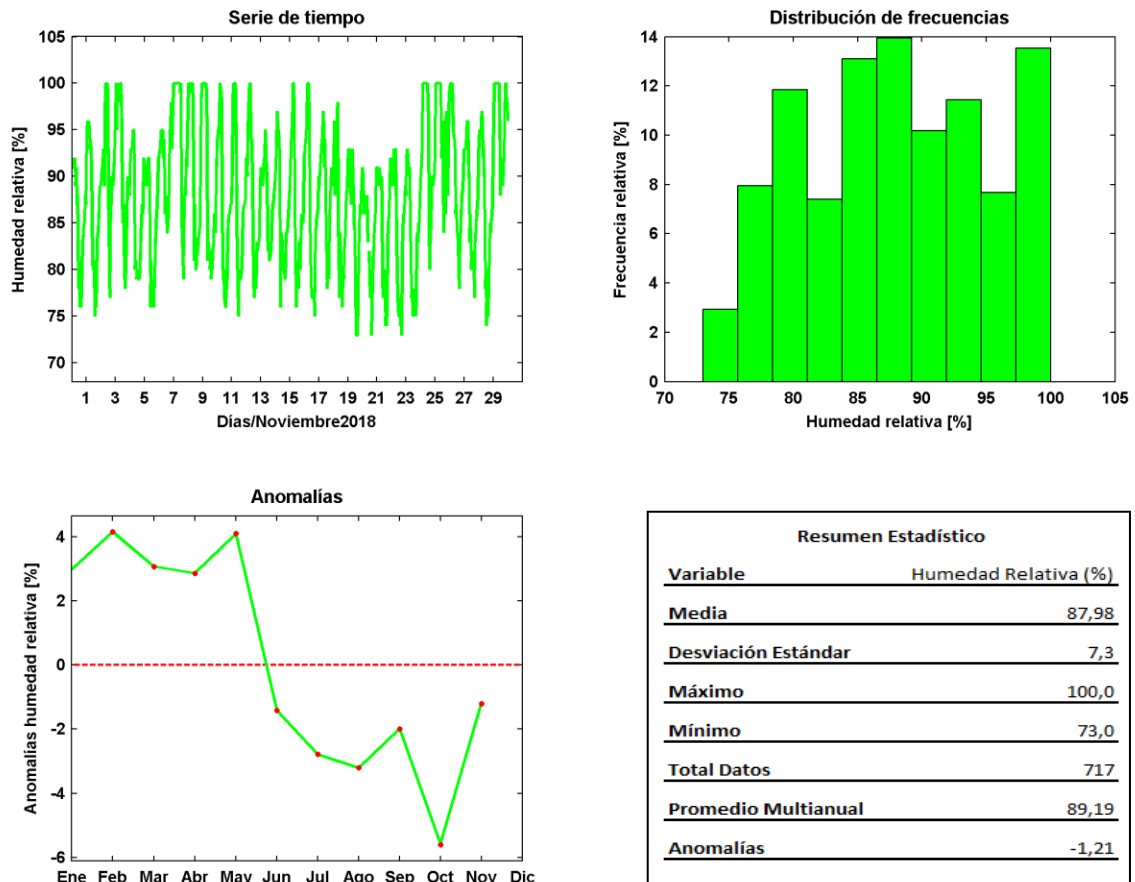 Serie de tiempo
105
100
95
90
85
80
75
70
Humedad relativa [%]
1 3 5 7 9 11 13 15 17 19 21 23 25 27 29
Días/Noviembre2018
Distribución de frecuencias
14
12
10
8
6
4
2
0
Frecuencia relativa [%]
70 75 80 85 90 95 100 105
Humedad relativa [%]
Anomalías
4
2
0
-2
-4
-6
Anomalías humedad relativa [%]
Ene Feb Mar Abr May Jun Jul Ago Sep Oct Nov Dic
Resumen Estadístico
Variable Humedad Relativa (%)
Media 87,98
Desviación Estándar 7,3
Máximo 100,0
Mínimo 73,0
Total Datos 717
Promedio Multianual 89,19
Anomalías -1,21